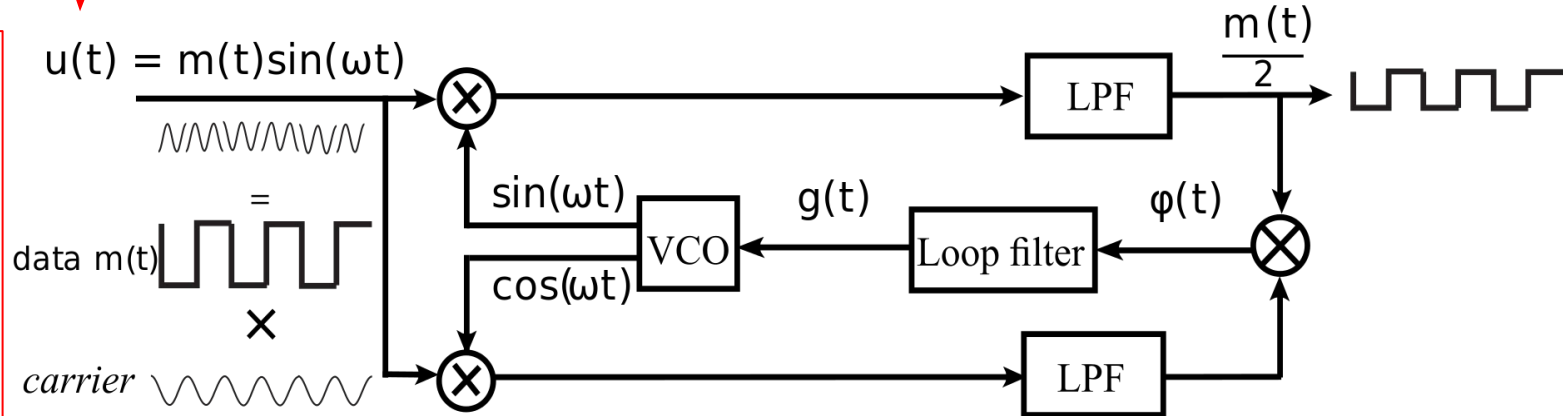 u(t) = m(t)sin(ωt)
m(t)
2
LPF
sin(ωt)
g(t)
φ(t)
=
VCO
Loop filter
data m(t)
cos(ωt)
×
carrier
LPF